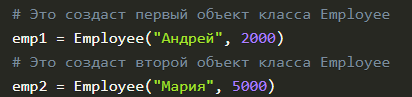 # Это создаст первый объект класса Employee
emp1 = Employee("Андрей", 2000)
# Это создаст второй объект класса Employee
emp2 = Employee("Мария", 5000)